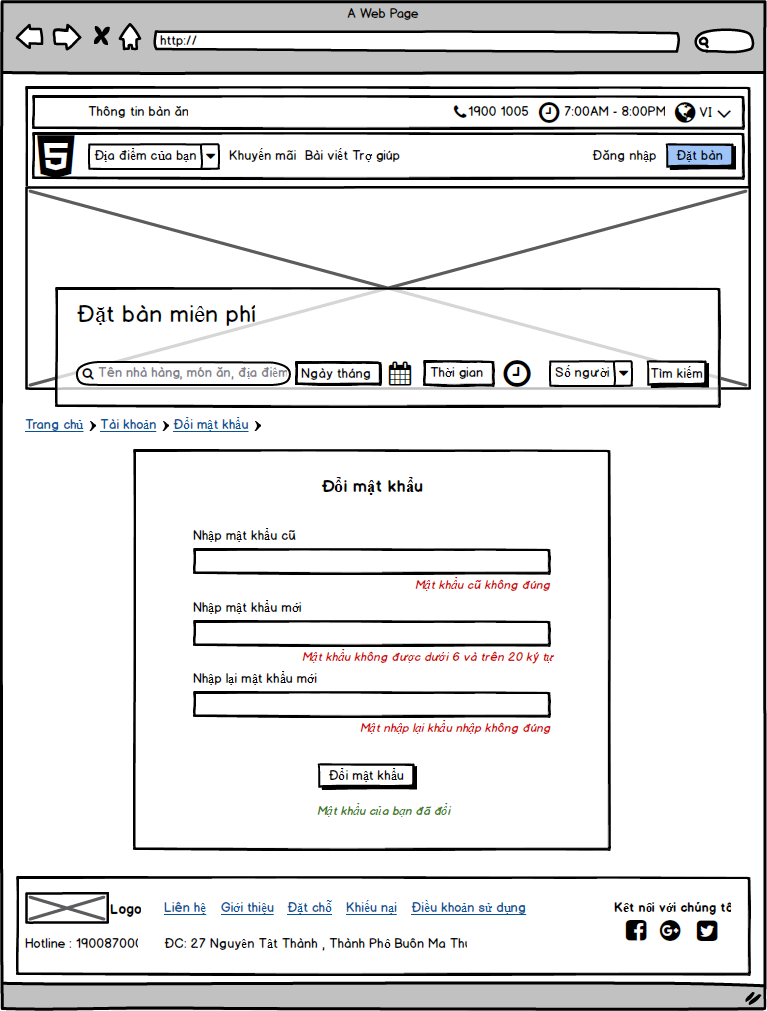 A Web Page
http://
Thông tin bàn ăn
1900 1005
7:00AM - 8:00PM
VI
Địa điểm của bạn
Khuyến mãi Bài viết Trợ giúp
Đăng nhập
Đặt bàn
Đặt bàn miễn phí
Tên nhà hàng, món ăn, địa điểm
Ngày tháng
Thời gian
Số người
Tìm kiếm
Trang chủ
Tài khoản
Đổi mật khẩu
Đổi mật khẩu
Nhập mật khẩu cũ
Mật khẩu cũ không đúng
Nhập mật khẩu mới
Mật khẩu không được dưới 6 và trên 20 ký tự
Nhập lại mật khẩu mới
Mật nhập lại khẩu nhập không đúng
Đổi mật khẩu
Mật khẩu của bạn đã đổi
Logo
Liên hệ
Giới thiệu
Đặt chỗ
Khiếu nại
Điều khoản sử dụng
Kết nối với chúng tô
Hotline : 190087000
ĐC: 27 Nguyên Tất Thành , Thành Phố Buôn Ma Thu